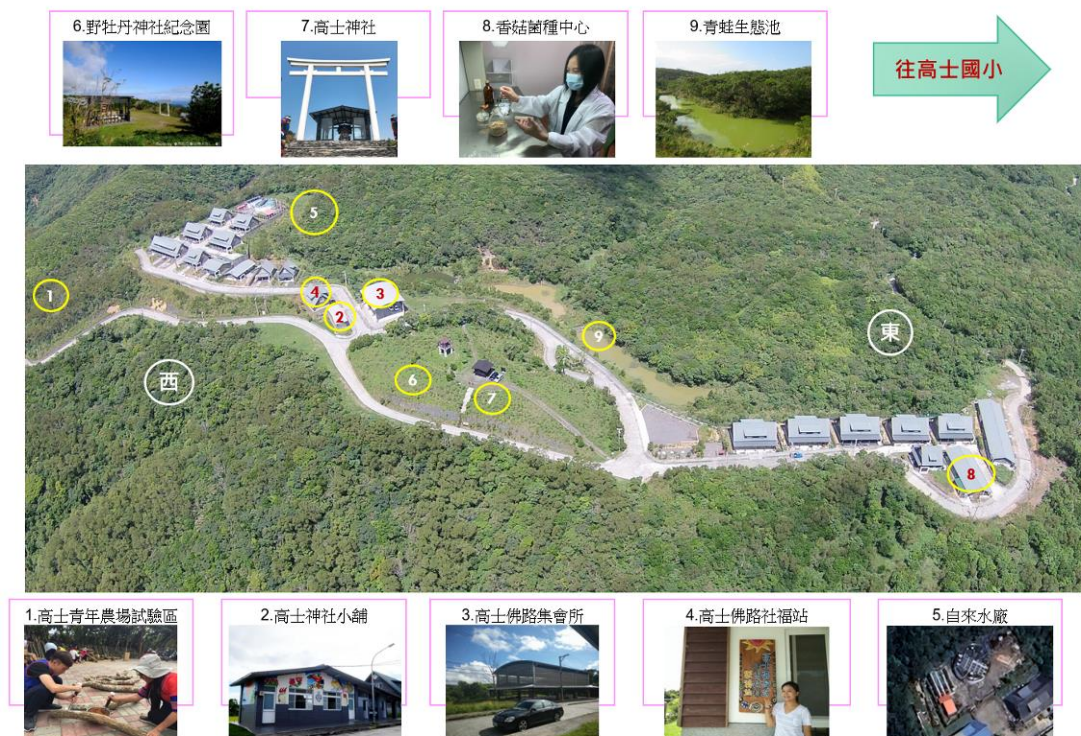 6.野牡丹神社紀念園
7.高士神社
8.香菇菌種中心
9.青蛙生態池
往高士國小
5
1
4
3
2
9
東
西
6
7
8
1.高士青年農場試驗區
2.高士神社小舖
3.高士佛路集會所
4.高士佛路社福站
5.自來水廠